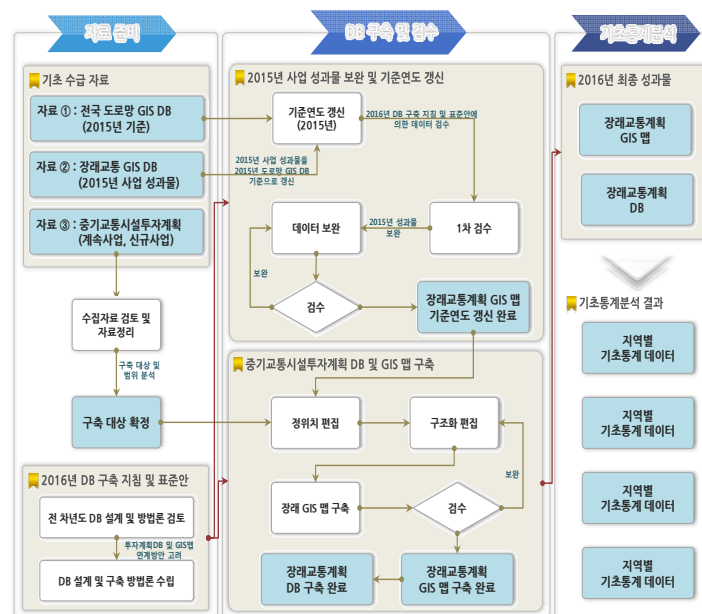 자료 준비
DB 구축 및 검수
기초통계분석
기초 수급 자료
자료 ① : 전국 도로망 GIS DB
(2015년 기준)
자료 ② : 장래교통 GIS DB
(2015년 사업 성과물)
자료 ③ : 중기교통시설투자계획
(계속사업, 신규사업)
수집자료 검토 및
자료정리
구축 대상 및
범위 분석
구축 대상 확정
2016년 DB 구축 지침 및 표준안
전 차년도 DB 설계 및 방법론 검토
투자계획DB 및 GIS맵
연계방안 고려
DB 설계 및 구축 방법론 수립
2015년 사업 성과물 보완 및 기준연도 갱신
기준연도 갱신
(2015년)
2016년 DB 구축 지침 및 표준안에
의한 데이터 검수
2015년 사업 성과물을
2015년 도로망 GIS DB
기준으로 갱신
데이터 보완
2015년 성과물
보완
1차 검수
보완
검수
장래교통계획 GIS 맵
기준연도 갱신 완료
중기교통시설투자계획 DB 및 GIS 맵 구축
정위치 편집
구조화 편집
보완
장래 GIS 맵 구축
검수
장래교통계획
DB 구축 완료
장래교통계획
GIS 맵 구축 완료
2016년 최종 성과물
장래교통계획
GIS 맵
장래교통계획
DB
기초통계분석 결과
지역별
기초통계 데이터
지역별
기초통계 데이터
지역별
기초통계 데이터
지역별
기초통계 데이터